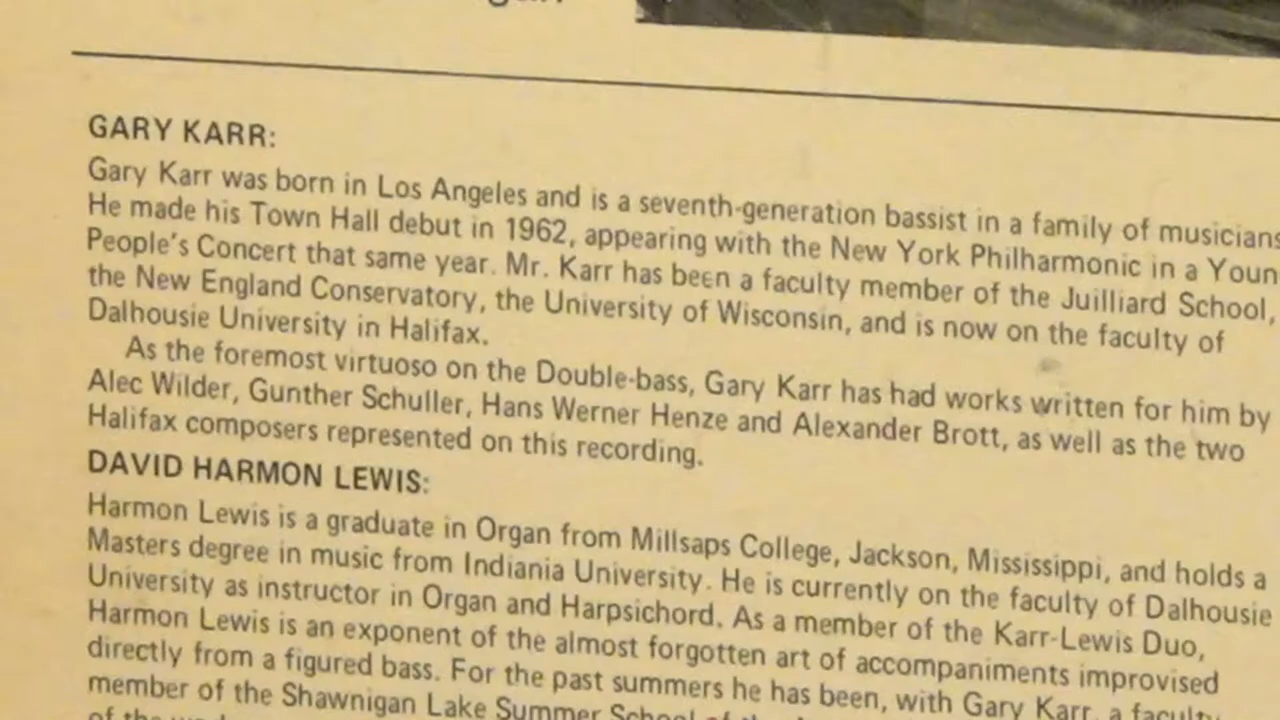 GARY KARR:
Gary Karr was born in Los Angeles and is a seventh-generation bassist in a family of musicians
He made his Town Hall debut in 1962, appearing with the New York Philharmonic in a Youn
People's Concert that same year. Mr. Karr has been a faculty member of the Juilliard School,
the New England Conservatory, the University of Wisconsin, and is now on the faculty of
Dalhousie University in Halifax.
As the foremost virtuoso on the Double-bass, Gary Karr has had works written for him by
Alec Wilder, Gunther Schuller, Hans Werner Henze and Alexander Brott, as well as the two
Halifax composers represented on this recording.
DAVID HARMON LEWIS:
Harmon Lewis is a graduate in Organ from Millsaps College, Jackson, Mississippi, and holds a
Masters degree in music from Indiania University. He is currently on the faculty of Dalhousie
University as instructor in Organ and Harpsichord. As a member of the Karr-Lewis Duo,
Harmon Lewis is an exponent of the almost forgotten art of accompaniments improvised
directly from a figured bass. For the past summers he has been, with Gary Karr, a faculty
member of the Shawnigan Lake Summer School of
of the